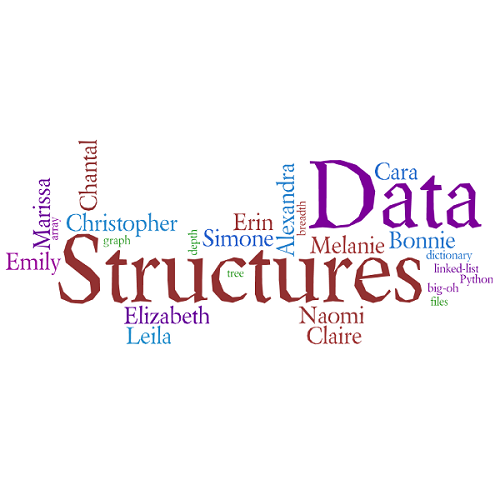 Chantal
Marissa
array
Christopher
graph
Emily
Structures
depth
Simone
Erin
tree
Alexandra
breadth
Data
Cara
Melanie
Bonnie
dictionary
linked-list
Python
big-oh
files
Elizabeth
Leila
Naomi
Claire